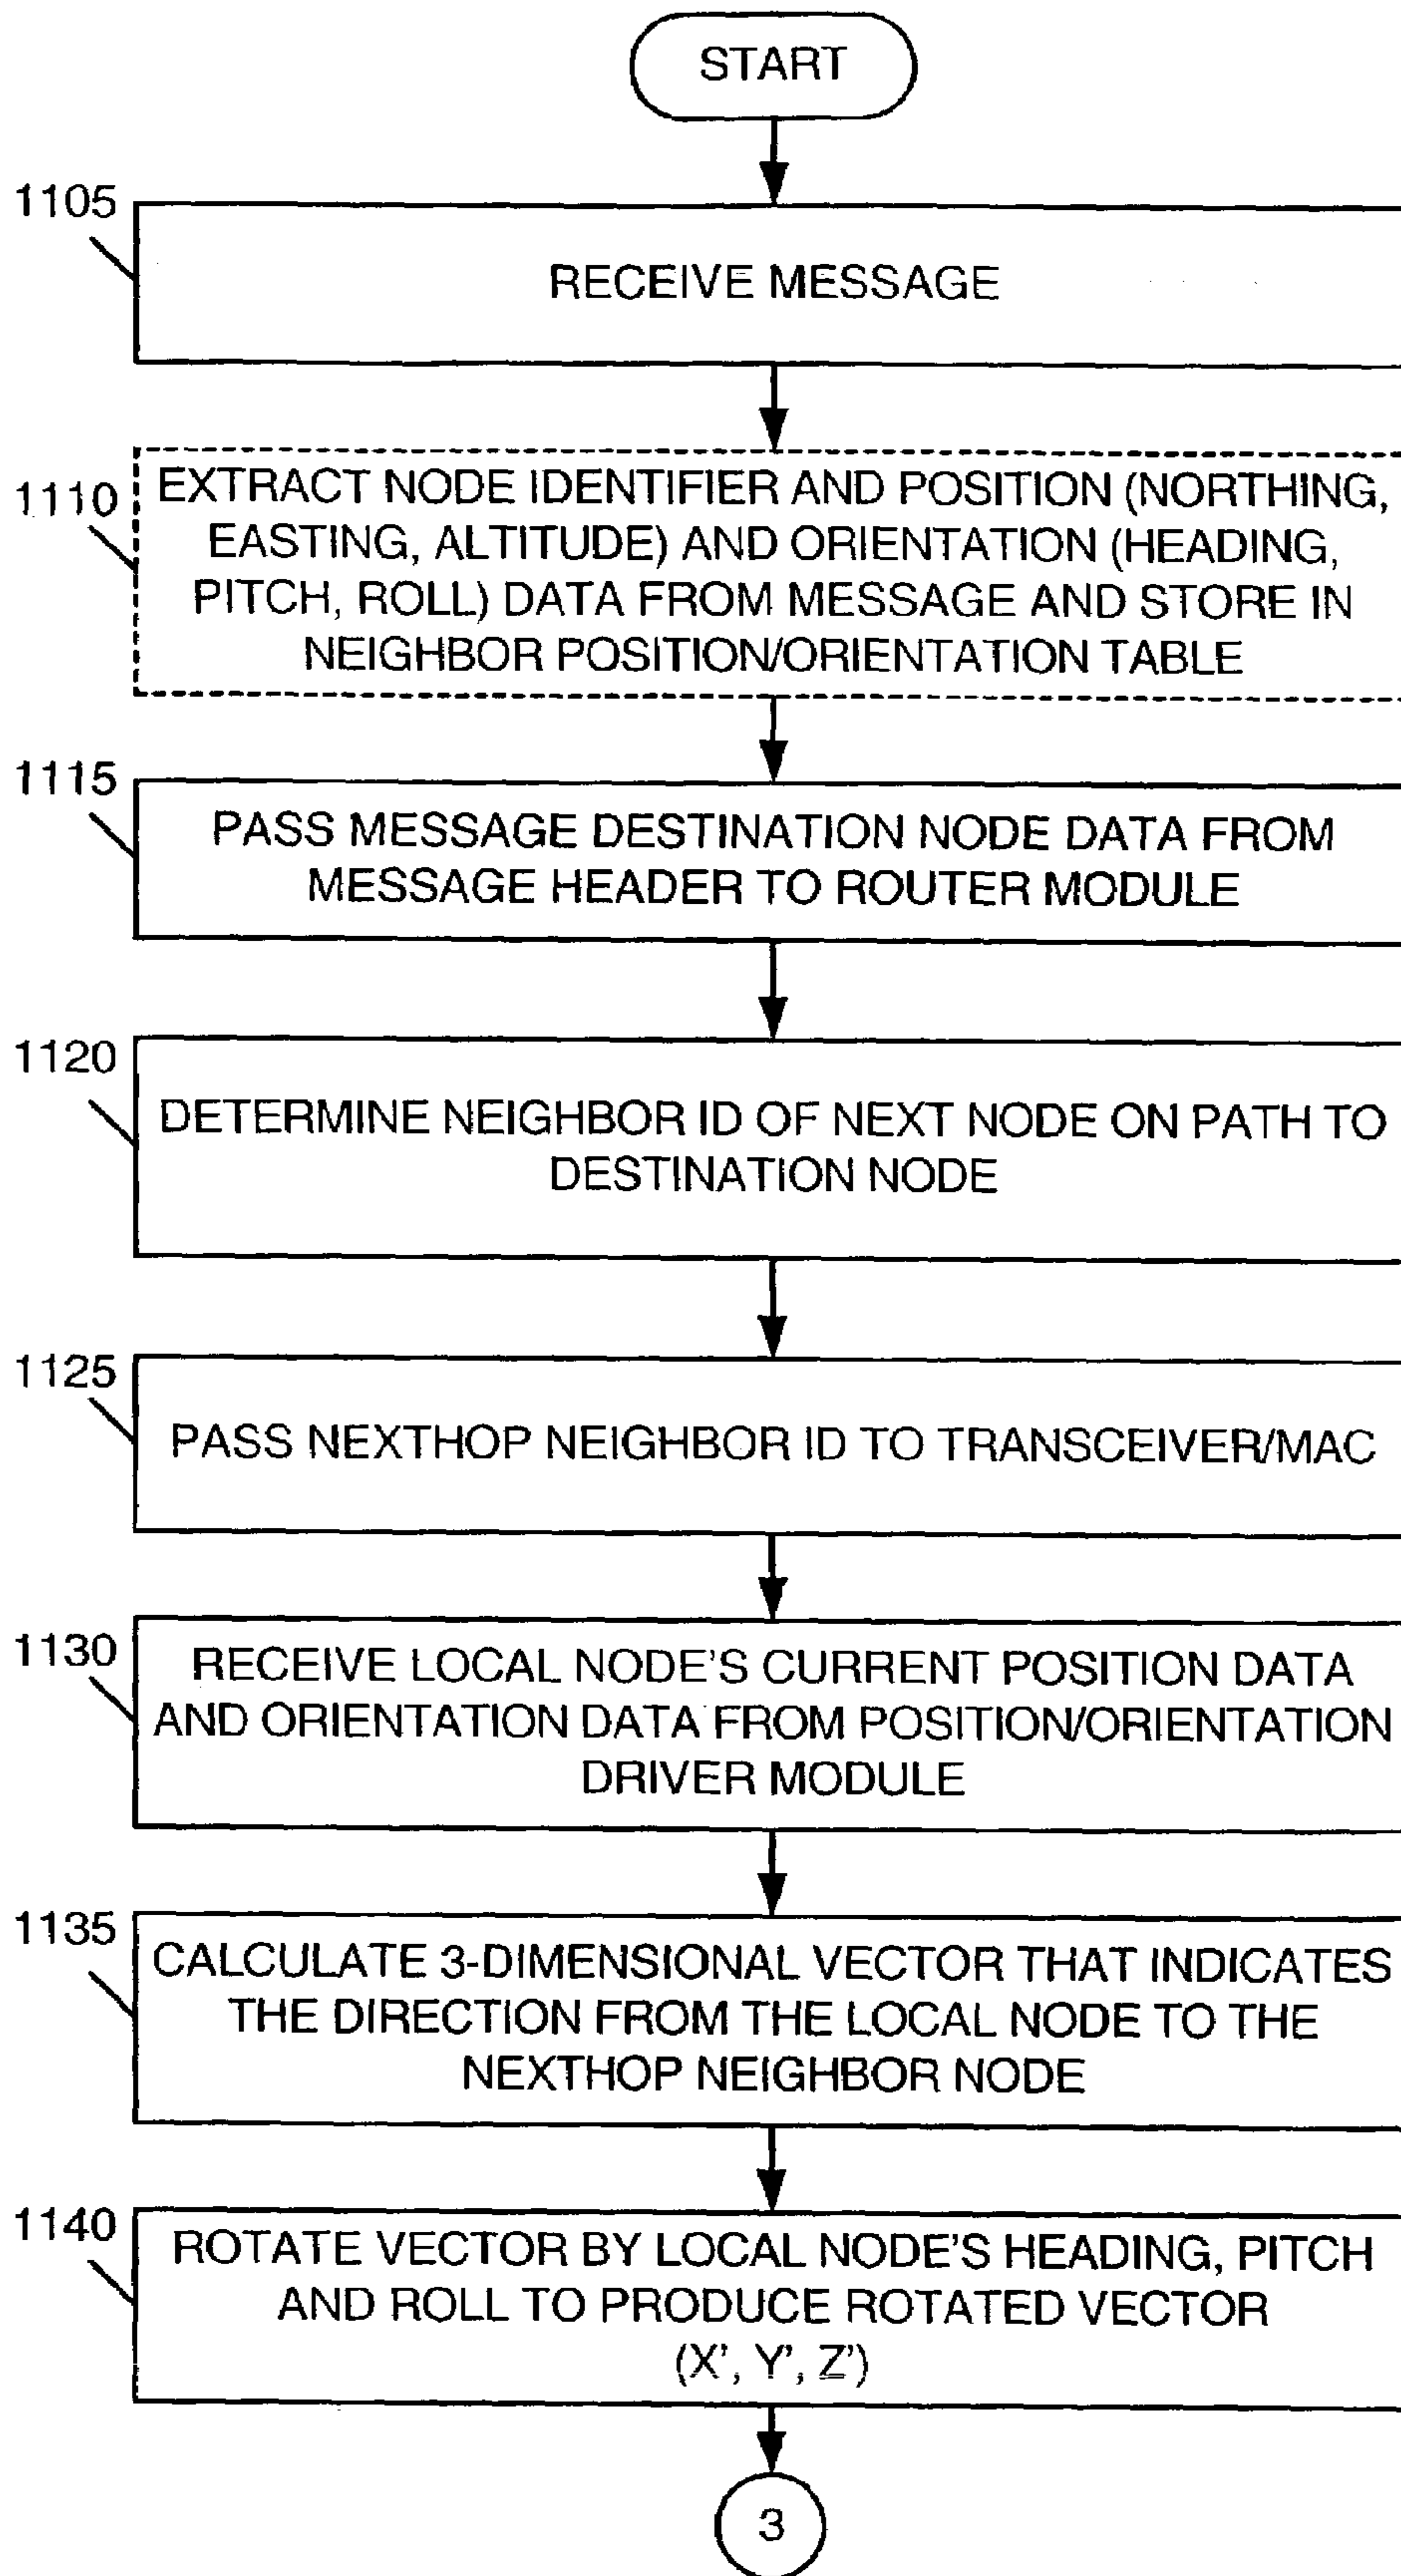 START
1105
RECEIVE MESSAGE
1110
EXTRACT NODE IDENTIFIER AND POSITION (NORTHING,
EASTING, ALTITUDE) AND ORIENTATION (HEADING,
PITCH, ROLL) DATA FROM MESSAGE AND STORE IN
NEIGHBOR POSITION/ORIENTATION TABLE
1115
PASS MESSAGE DESTINATION NODE DATA FROM
MESSAGE HEADER TO ROUTER MODULE
1120
DETERMINE NEIGHBOR ID OF NEXT NODE ON PATH TO
DESTINATION NODE
1125
PASS NEXTHOP NEIGHBOR ID TO TRANSCEIVER/MAC
1130
RECEIVE LOCAL NODE'S CURRENT POSITION DATA
AND ORIENTATION DATA FROM POSITION/ORIENTATION
DRIVER MODULE
1135
CALCULATE 3-DIMENSIONAL VECTOR THAT INDICATES
THE DIRECTION FROM THE LOCAL NODE TO THE
NEXTHOP NEIGHBOR NODE
1140
ROTATE VECTOR BY LOCAL NODE'S HEADING, PITCH
AND ROLL TO PRODUCE ROTATED VECTOR
(X', Y', Z')
3